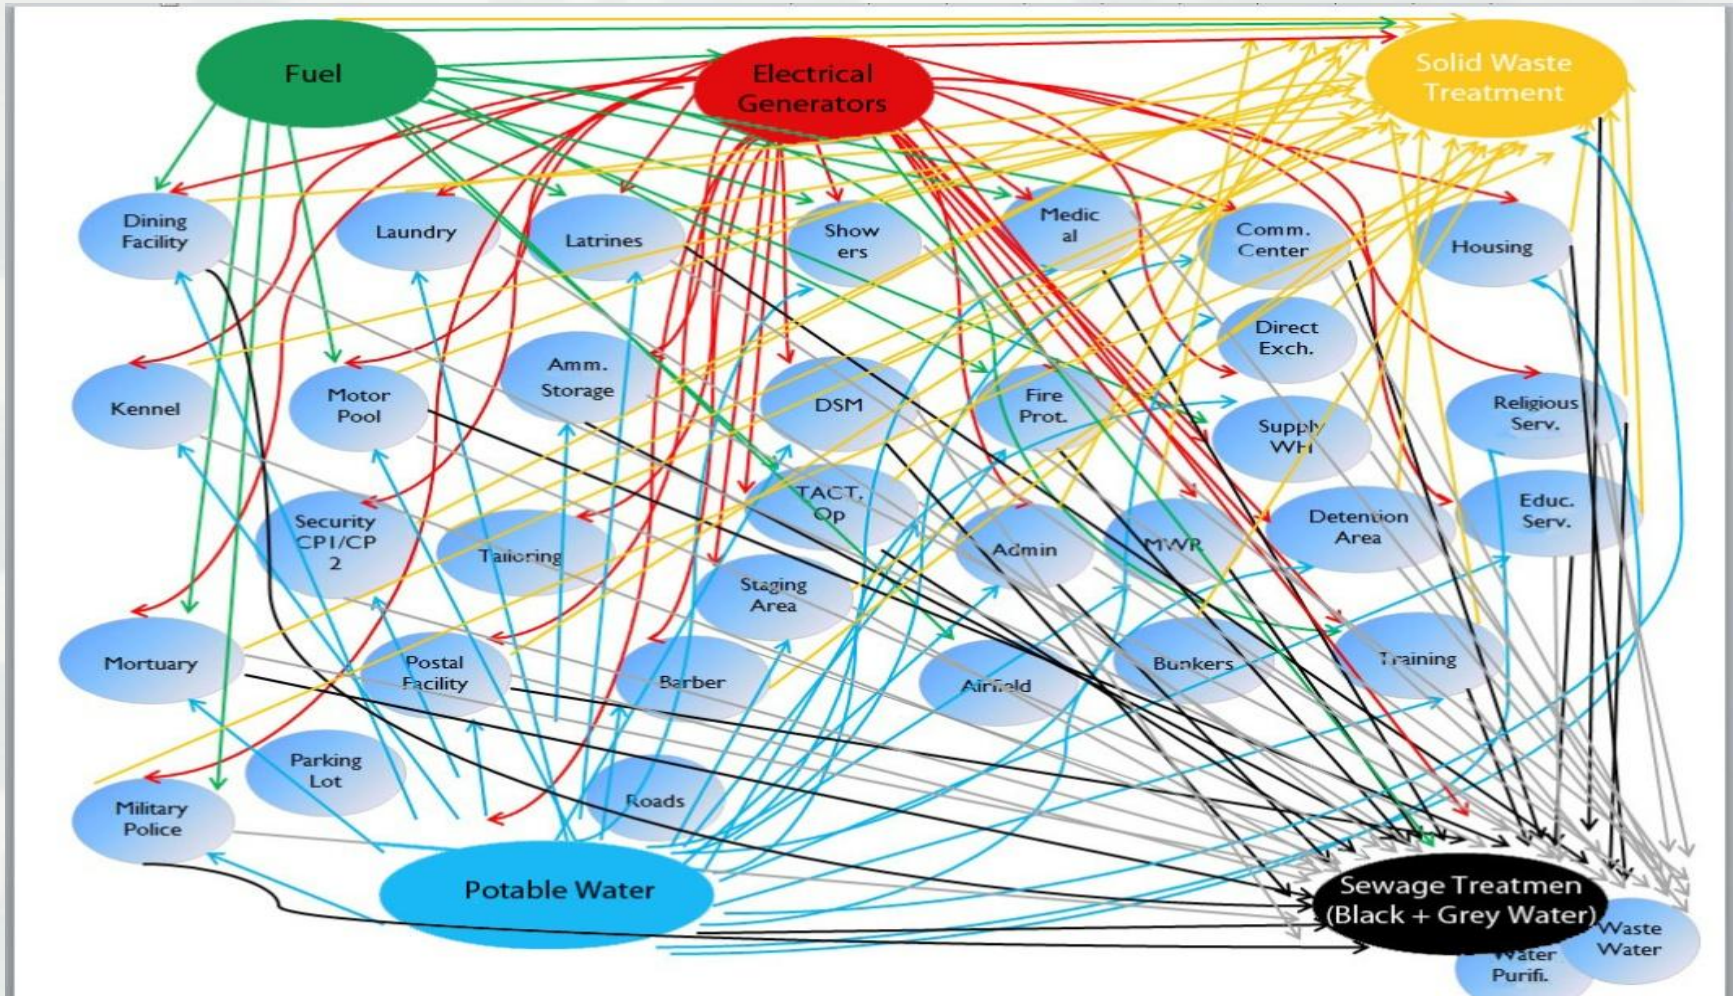 Fuel
Electrical
Generators
Solid Waste
Treatment
Dining
Facility
Laundry
Latrines
Show
ers
Medic
al
Comm.
Center
Housing
Direct
Exch.
Kennel
Motor
Pool
Amm.
Storage
DSM
Fire
Prot.
Supply
WH
Religious
Serv.
Security
CP1/CP
2
Tailoring
TACT.
Op
Admin
MWR
Detention
Area
Educ.
Serv.
Staging
Area
Mortuary
Postal
Facility
Barber
Airfield
Bunkers
Training
Parking
Lot
Military
Police
Roads
Potable Water
Sewage Treatmen
(Black + Grey Water)
Waste
Water
Water
Purifi.